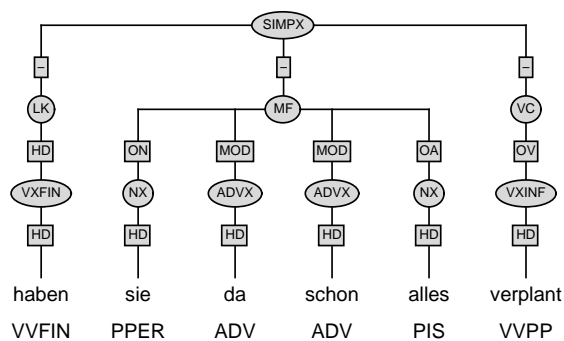 SIMPX
– – –
LK MF VC
HD ON MOD MOD OA OV
VXFIN NX ADVX ADVX NX VXINF
HD HD HD HD HD HD
haben sie da schon alles verplant
VVFIN PPER ADV ADV PIS VVPP